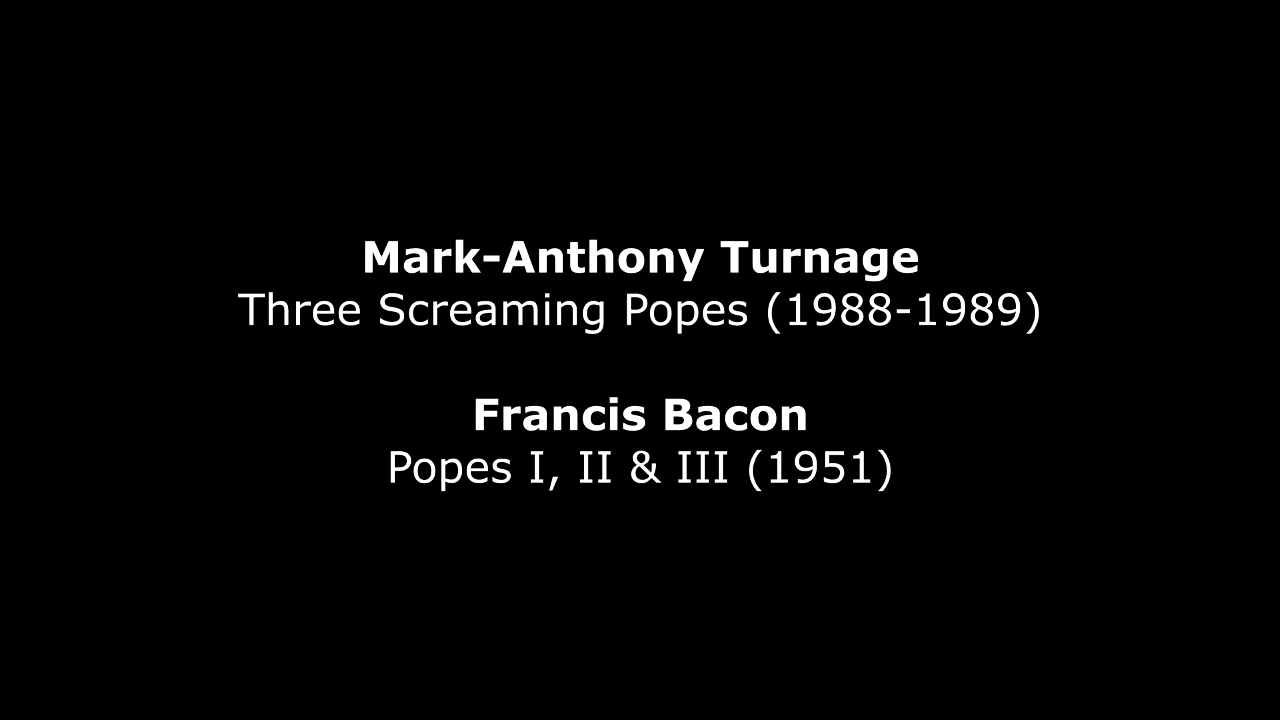 Mark-Anthony Turnage
Three Screaming Popes (1988-1989)
Francis Bacon
Popes I, II & III (1951)